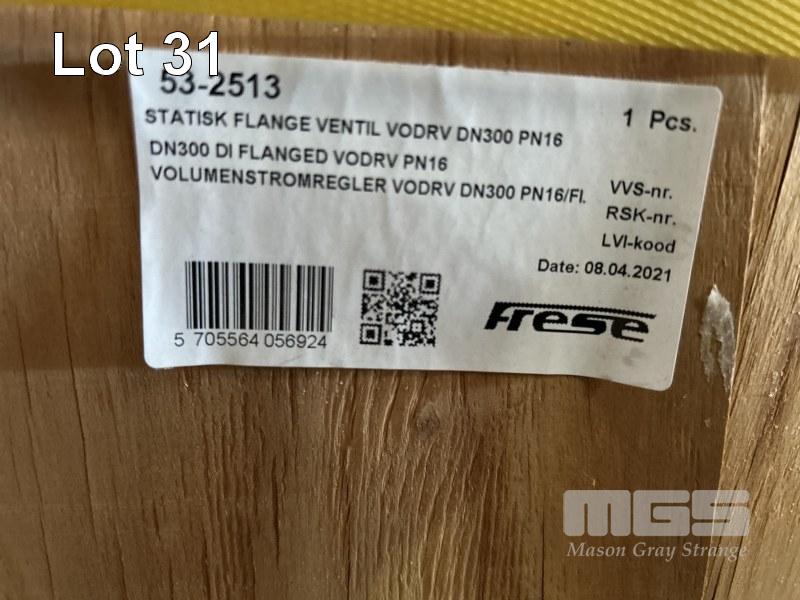 Lot 31
53-2513
1 Pcs.
STATISK FLANGE VENTIL VODRV DN300 PN16
DN300 DI FLANGED VODRV PN16
VOLUMENSTROMREGLER VODRV DN300 PN16/Fl.
VVS-nr.
RSK-nr.
LVI-kood
Date: 08.04.2021
5 705564 056924
Frese
MGS
Mason Gray Strange